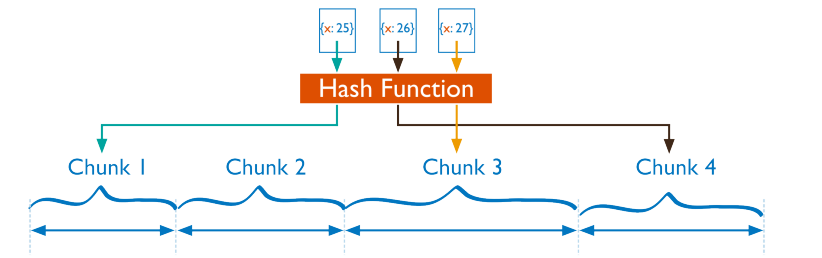 {x: 25} {x: 26} {x: 27}
Hash Function
Chunk 1 Chunk 2 Chunk 3 Chunk 4